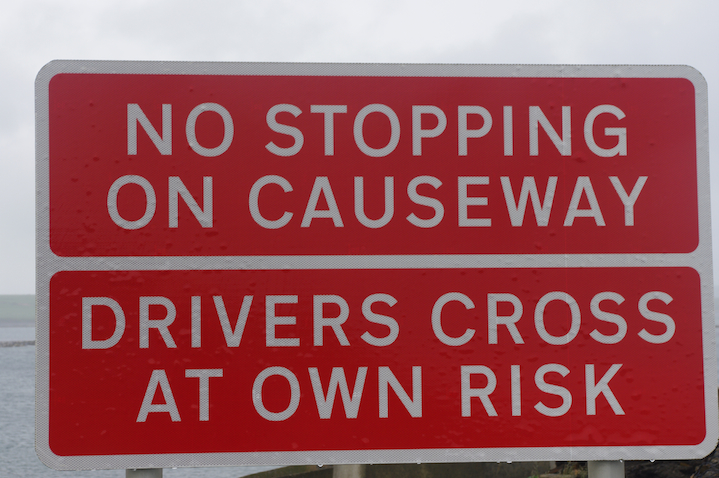 NO STOPPING
ON CAUSEWAY
DRIVERS CROSS
AT OWN RISK